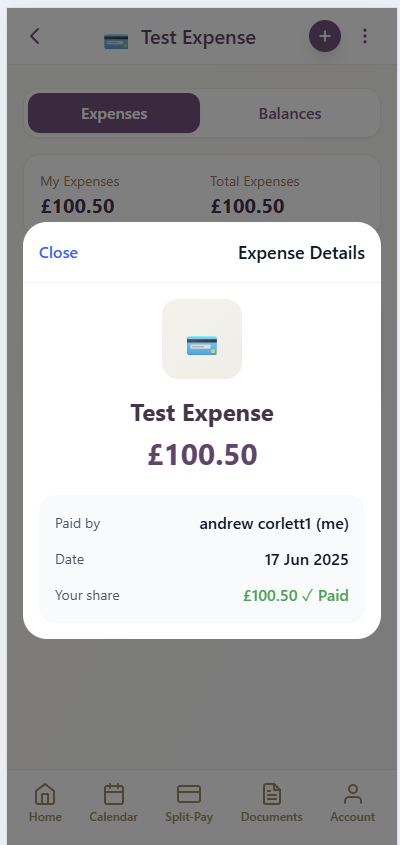 Test Expense
Expenses Balances
My Expenses Total Expenses
£100.50 £100.50
Close Expense Details
Test Expense
£100.50
Paid by andrew corlett1 (me)
Date 17 Jun 2025
Your share £100.50 ✓ Paid
Home Calendar Split-Pay Documents Account